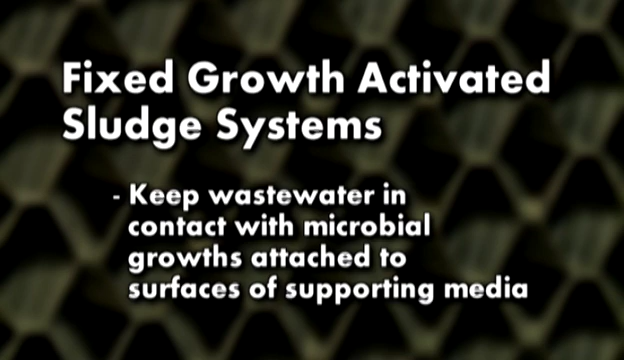 Fixed Growth Activated
Sludge Systems
- Keep wastewater in
contact with microbial
growths attached to
surfaces of supporting media